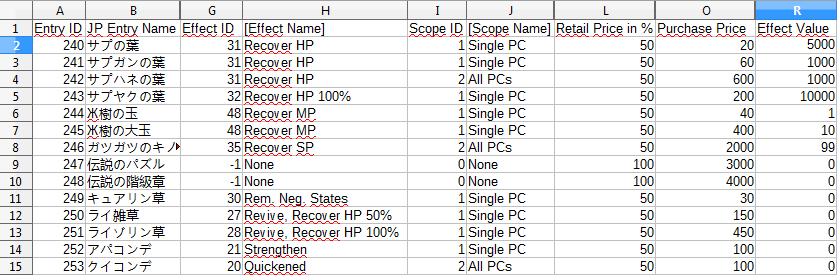 A B G H I J L O R
1 Entry ID JP Entry Name Effect ID [Effect Name] Scope ID [Scope Name] Retail Price in % Purchase Price Effect Value
2 240 サプの葉 31 Recover HP 1 Single PC 50 20 5000
3 241 サプガンの葉 31 Recover HP 1 Single PC 50 60 1000
4 242 サプハネの葉 31 Recover HP 2 All PCs 50 600 1000
5 243 サプヤクの葉 32 Recover HP 100% 1 Single PC 50 200 10000
6 244 Ж樹の玉 48 Recover MP 1 Single PC 50 40 1
7 245 Ж樹の大玉 48 Recover MP 1 Single PC 50 400 10
8 246 ガツガツのキノ 35 Recover SP 2 All PCs 50 2000 99
9 247 伝説のパズル -1 None 0 None 100 3000 0
10 248 伝説の階級章 -1 None 0 None 100 4000 0
11 249 キュアリン草 30 Rem. Neg. States 1 Single PC 50 30 0
12 250 ライ雑草 27 Revive, Recover HP 50% 1 Single PC 50 150 0
13 251 ライゾリン草 28 Revive, Recover HP 100% 1 Single PC 50 450 0
14 252 アパコンデ 21 Strengthen 1 Single PC 50 100 0
15 253 クイコンデ 20 Quickened 2 All PCs 50 100 0